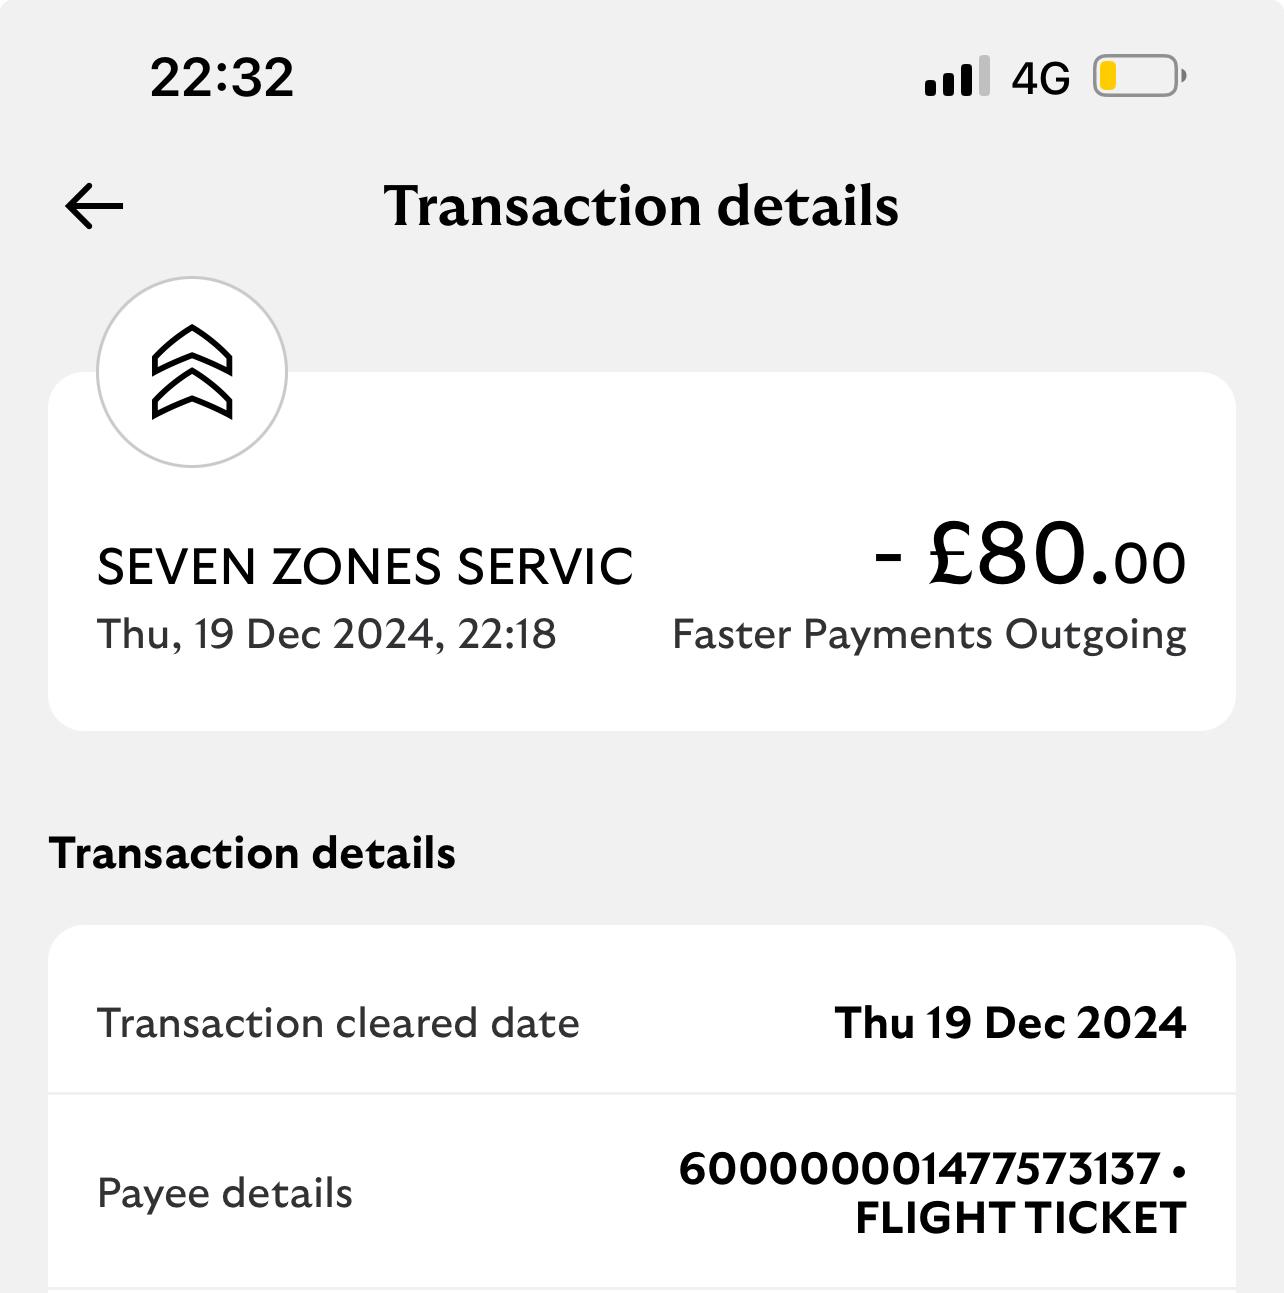 22:32 4G
Transaction details
SEVEN ZONES SERVIC - £80.00
Thu, 19 Dec 2024, 22:18 Faster Payments Outgoing
Transaction details
Transaction cleared date Thu 19 Dec 2024
Payee details 600000001477573137 •
FLIGHT TICKET